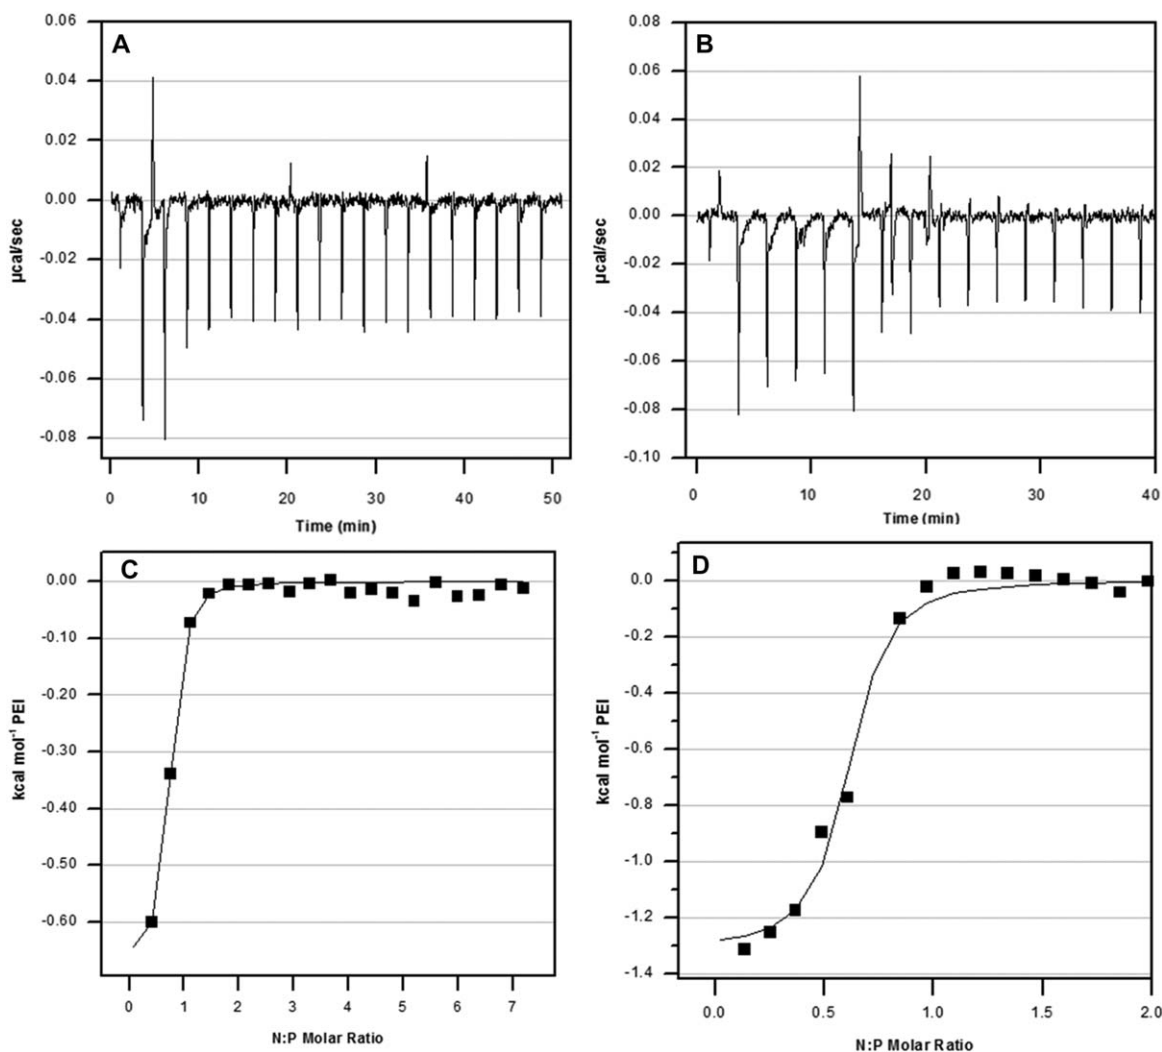 A
0.06
0.04
0.02
0.00
-0.02
-0.04
-0.06
-0.08
µcal/sec
0 10 20 30 40 50
Time (min)
B
0.08
0.06
0.04
0.02
0.00
-0.02
-0.04
-0.06
-0.08
-0.10
µcal/sec
0 10 20 30 40
Time (min)
C
0.00
-0.10
-0.20
-0.30
-0.40
-0.50
-0.60
kcal mol⁻¹ PEI
0 1 2 3 4 5 6 7
N:P Molar Ratio
D
0.0
-0.2
-0.4
-0.6
-0.8
-1.0
-1.2
-1.4
kcal mol⁻¹ PEI
0.0 0.5 1.0 1.5 2.0
N:P Molar Ratio